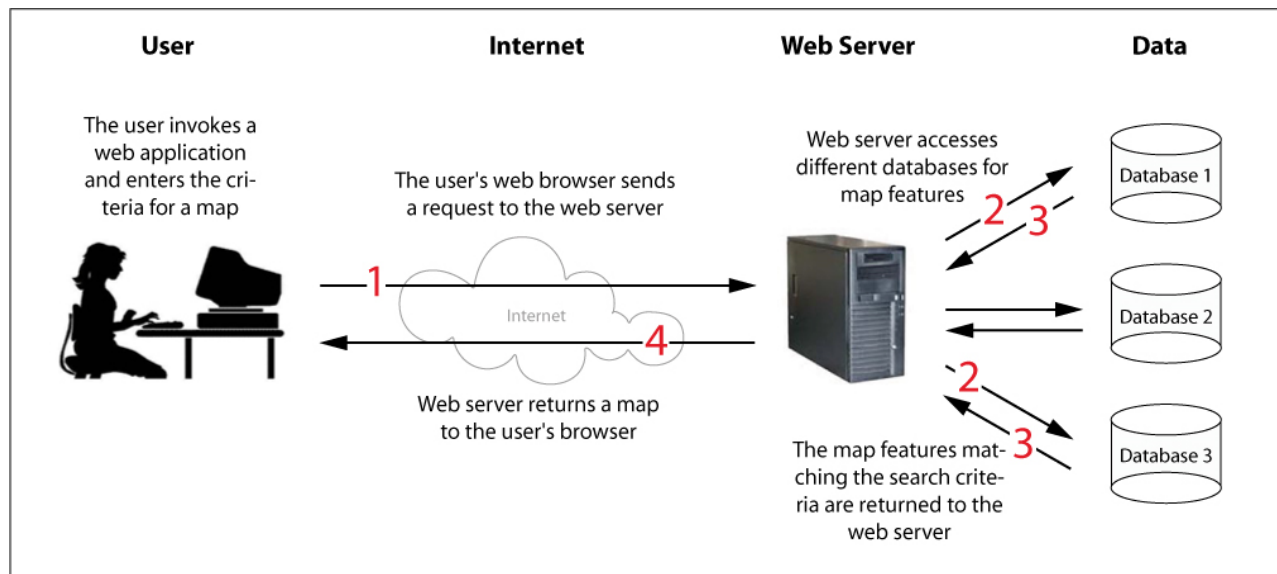 User
Internet
Web Server
Data
The user invokes a
web application
and enters the cri-
teria for a map
The user's web browser sends
a request to the web server
1
Internet
4
Web server returns a map
to the user's browser
Web server accesses
different databases for
map features
2
3
2
3
The map features mat-
ching the search crite-
ria are returned to the
web server
Database 1
Database 2
Database 3